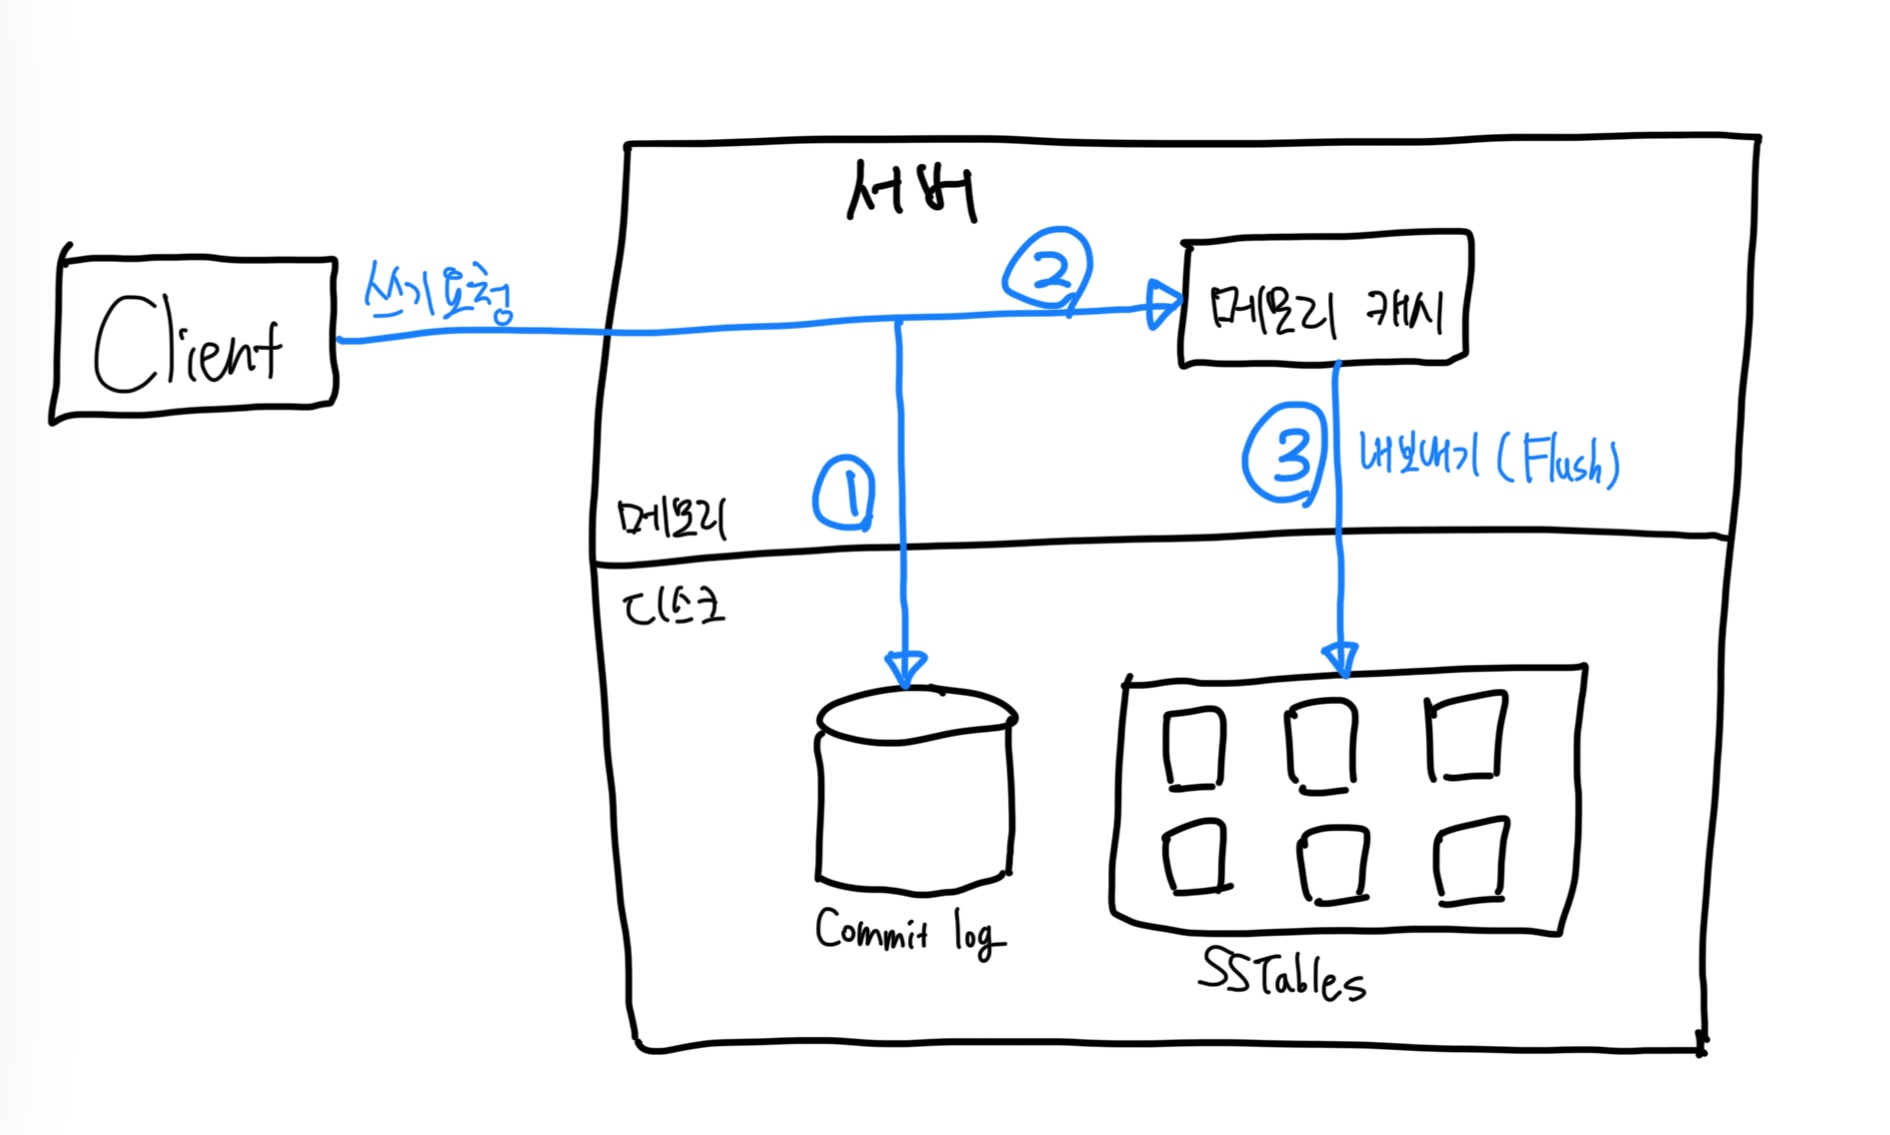 서버
Client
쓰기요청
②
메모리 캐시
①
③
내보내기 (Flush)
메모리
디스크
Commit log
SSTables